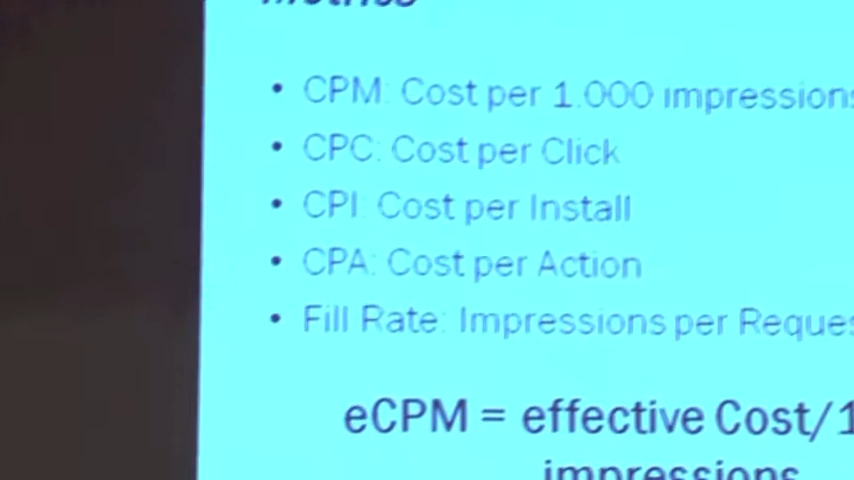 • CPM: Cost per 1.000 impressions
• CPC: Cost per Click
• CPI: Cost per Install
• CPA: Cost per Action
• Fill Rate: Impressions per
eCPM = effective Cost/1
impressions